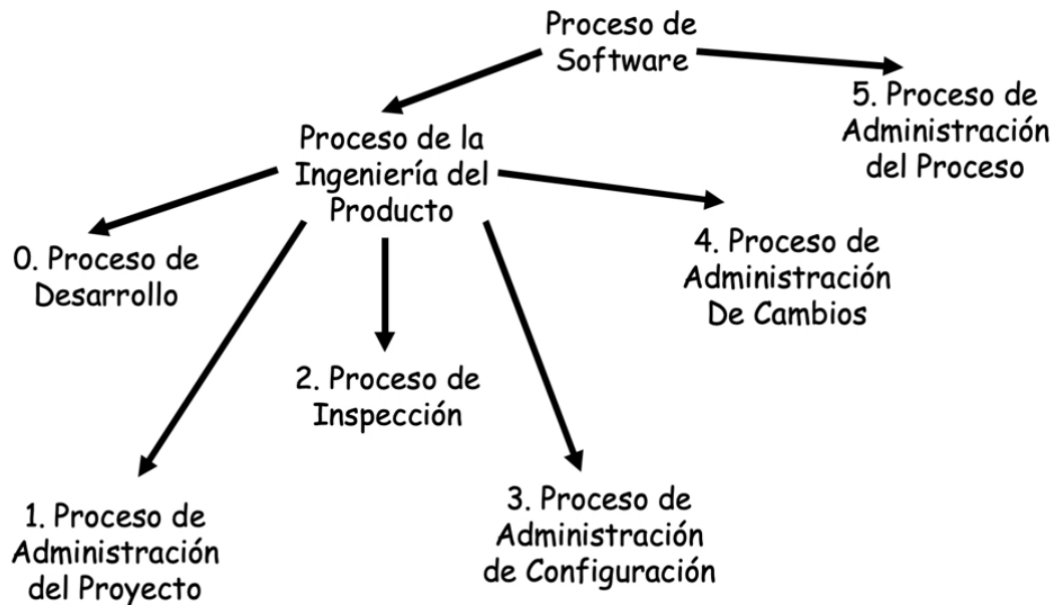 Proceso de
Software
5. Proceso de
Administración
del Proceso
Proceso de la
Ingeniería del
Producto
0. Proceso de
Desarrollo
4. Proceso de
Administración
De Cambios
2. Proceso de
Inspección
1. Proceso de
Administración
del Proyecto
3. Proceso de
Administración
de Configuración